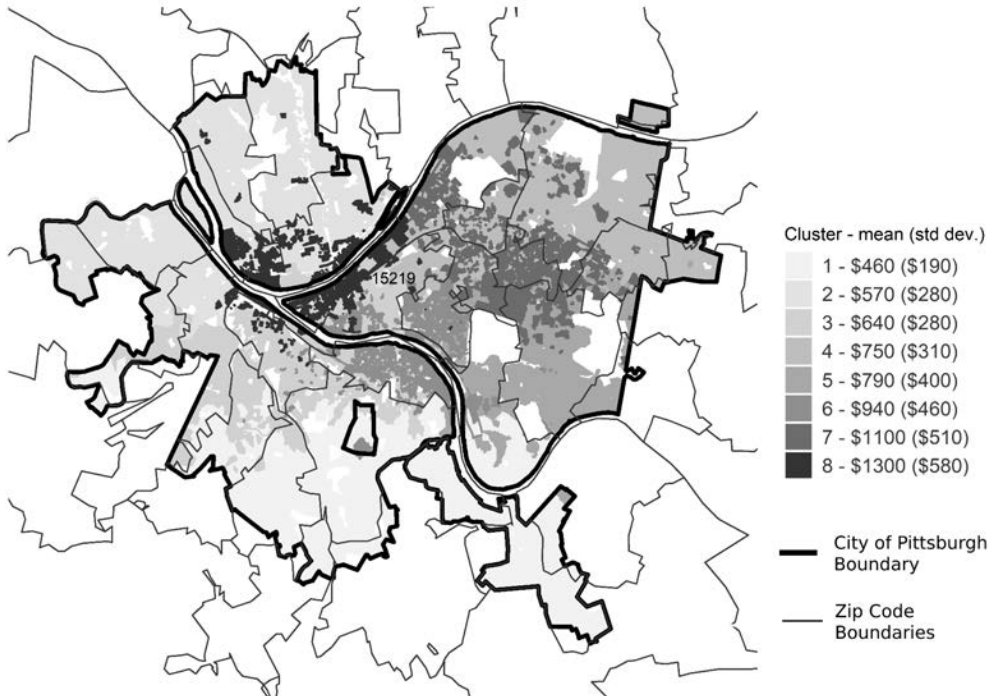 15219
Cluster - mean (std dev.)
1 - $460 ($190)
2 - $570 ($280)
3 - $640 ($280)
4 - $750 ($310)
5 - $790 ($400)
6 - $940 ($460)
7 - $1100 ($510)
8 - $1300 ($580)
City of Pittsburgh
Boundary
Zip Code
Boundaries